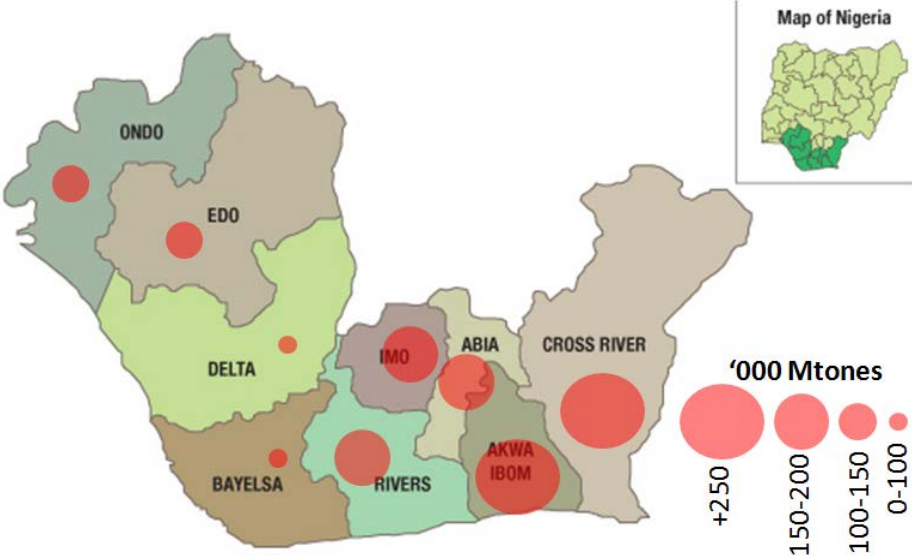 Map of Nigeria
ONDO
EDO
DELTA
IMO
ABIA
CROSS RIVER
BAYELSA
RIVERS
AKWA
IBOM
‘000 Mtones
+250
150-200
100-150
0-100